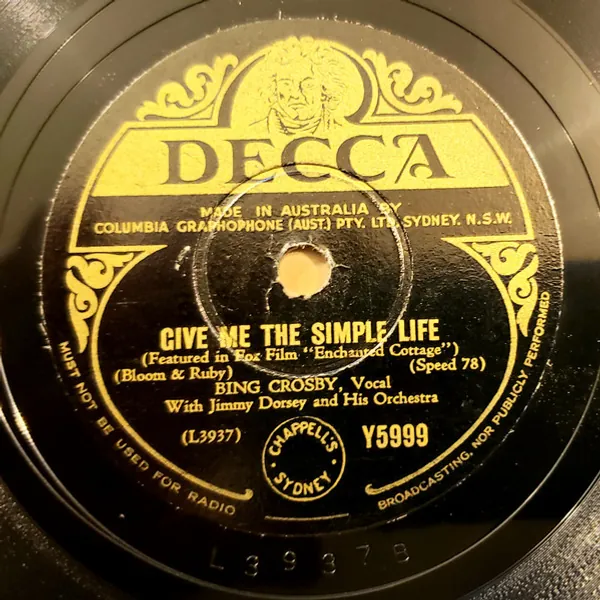 DECCA
MADE IN AUSTRALIA BY
COLUMBIA GRAPHOPHONE (AUST.) PTY. LTD. SYDNEY. N.S.W.
GIVE ME THE SIMPLE LIFE
(Featured in Fox Film "Enchanted Cottage")
(Bloom & Ruby) (Speed 78)
BING CROSBY, Vocal
With Jimmy Dorsey and His Orchestra
(L3937) Y5999
CHAPPELL'S
SYDNEY
MUST NOT BE USED FOR RADIO
BROADCASTING, NOR PUBLICLY PERFORMED
L 3937 B